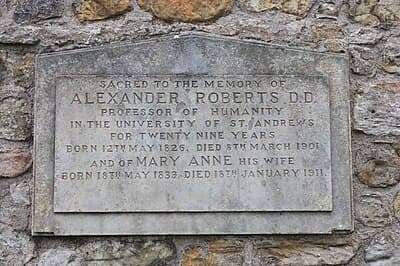 SACRED TO THE MEMORY OF
ALEXANDER ROBERTS D.D.
PROFESSOR OF HUMANITY
IN THE UNIVERSITY OF ST. ANDREWS
FOR TWENTY NINE YEARS
BORN 12TH MAY 1826, DIED 8TH MARCH 1901
AND OF MARY ANNE HIS WIFE
BORN 18TH MAY 1833, DIED 18TH JANUARY 1911.